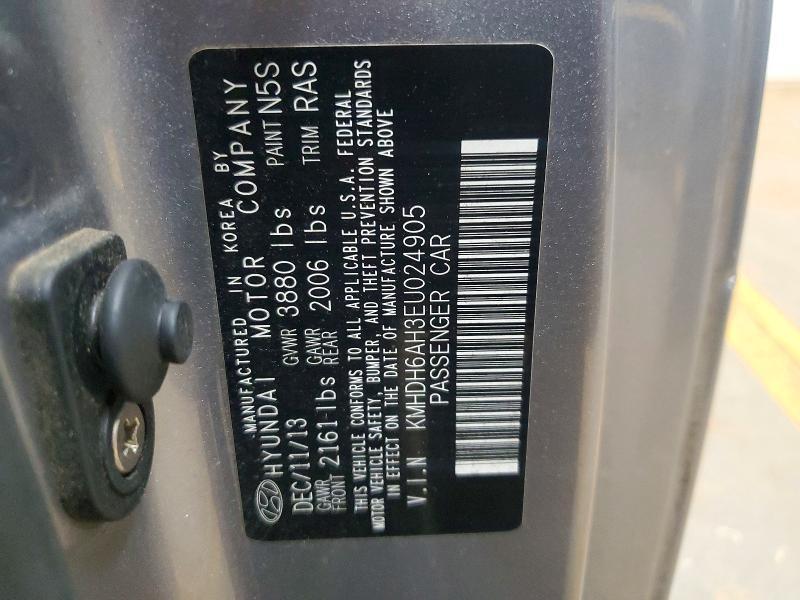 MANUFACTURED IN KOREA BY
HYUNDAI MOTOR COMPANY
DEC/11/13 GVWR 3880 lbs PAINT N5S
GAWR FRONT 2161 lbs GAWR REAR 2006 lbs TRIM RAS
THIS VEHICLE CONFORMS TO ALL APPLICABLE U.S.A. FEDERAL
MOTOR VEHICLE SAFETY, BUMPER, AND THEFT PREVENTION STANDARDS
IN EFFECT ON THE DATE OF MANUFACTURE SHOWN ABOVE
V.I.N KMHDH6AH3EU024905
PASSENGER CAR